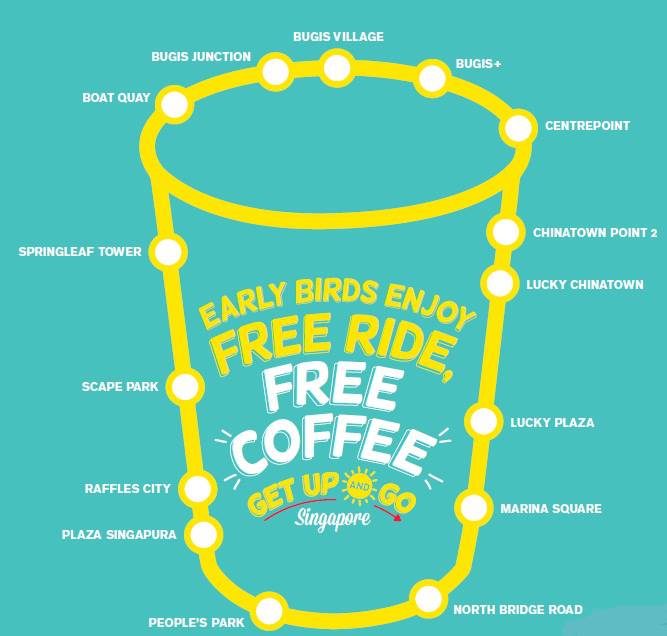 BUGIS VILLAGE
BUGIS JUNCTION
BUGIS+
BOAT QUAY
CENTREPOINT
CHINATOWN POINT 2
SPRINGLEAF TOWER
LUCKY CHINATOWN
EARLY BIRDS ENJOY
FREE RIDE,
FREE
COFFEE
SCAPE PARK
LUCKY PLAZA
RAFFLES CITY
GET UP AND GO
Singapore
MARINA SQUARE
PLAZA SINGAPURA
NORTH BRIDGE ROAD
PEOPLE'S PARK